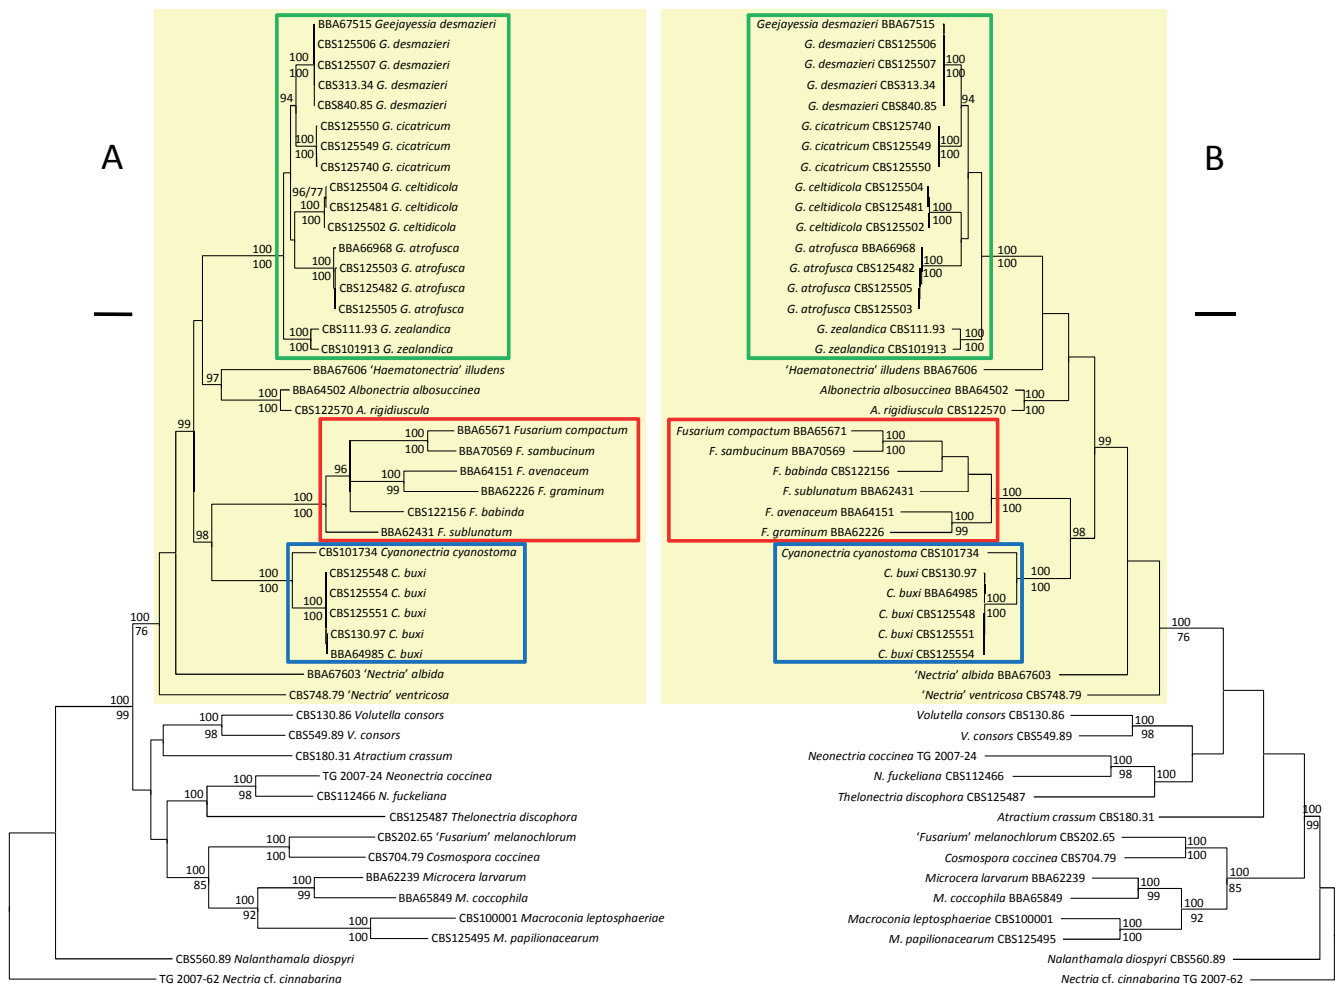 BBA67515 Geejayessia desmazieri
CBS125506 G. desmazieri
100
CBS125507 G. desmazieri
100
CBS313.34 G. desmazieri
94
CBS840.85 G. desmazieri
CBS125550 G. cicatricum
100
CBS125549 G. cicatricum
100
CBS125740 G. cicatricum
A
96/77
CBS125504 G. celtidicola
100
CBS125481 G. celtidicola
100
CBS125502 G. celtidicola
BBA66968 G. atrofusca
100
100
100
CBS125503 G. atrofusca
100
CBS125482 G. atrofusca
CBS125505 G. atrofusca
100
CBS111.93 G. zealandica
100
CBS101913 G. zealandica
BBA67606 ‘Haematonectria’ illudens
97
BBA64502 Albonectria albosuccinea
100
100
CBS122570 A. rigidiuscula
99
BBA65671 Fusarium compactum
100
100
BBA70569 F. sambucinum
96
BBA64151 F. avenaceum
100
99
BBA62226 F. graminum
100
100
CBS122156 F. babinda
BBA62431 F. sublunatum
98
CBS101734 Cyanonectria cyanostoma
100
100
CBS125548 C. buxi
CBS125554 C. buxi
100
100
CBS125551 C. buxi
CBS130.97 C. buxi
BBA64985 C. buxi
100
76
BBA67603 ‘Nectria’ albida
CBS748.79 ‘Nectria’ ventricosa
100
99
CBS130.86 Volutella consors
100
98
CBS549.89 V. consors
CBS180.31 Atractium crassum
TG 2007-24 Neonectria coccinea
100
98
CBS112466 N. fuckeliana
100
CBS125487 Thelonectria discophora
CBS202.65 ‘Fusarium’ melanochlorum
100
100
CBS704.79 Cosmospora coccinea
100
85
BBA62239 Microcera larvarum
100
99
BBA65849 M. coccophila
100
92
CBS100001 Macroconia leptosphaeriae
100
100
CBS125495 M. papilionacearum
CBS560.89 Nalanthamala diospyri
TG 2007-62 Nectria cf. cinnabarina
Geejayessia desmazieri BBA67515
G. desmazieri CBS125506
G. desmazieri CBS125507
100
100
G. desmazieri CBS313.34
G. desmazieri CBS840.85
94
G. cicatricum CBS125740
G. cicatricum CBS125549
100
100
G. cicatricum CBS125550
B
G. celtidicola CBS125504
G. celtidicola CBS125481
100
100
G. celtidicola CBS125502
G. atrofusca BBA66968
100
100
100
G. atrofusca CBS125482
100
G. atrofusca CBS125505
G. atrofusca CBS125503
G. zealandica CBS111.93
100
G. zealandica CBS101913
100
‘Haematonectria’ illudens BBA67606
Albonectria albosuccinea BBA64502
100
A. rigidiuscula CBS122570
100
Fusarium compactum BBA65671
100
99
F. sambucinum BBA70569
100
F. babinda CBS122156
F. sublunatum BBA62431
100
100
F. avenaceum BBA64151
100
F. graminum BBA62226
99
98
Cyanonectria cyanostoma CBS101734
C. buxi CBS130.97
100
100
C. buxi BBA64985
100
C. buxi CBS125548
100
C. buxi CBS125551
C. buxi CBS125554
100
76
‘Nectria’ albida BBA67603
‘Nectria’ ventricosa CBS748.79
Volutella consors CBS130.86
100
V. consors CBS549.89
98
Neonectria coccinea TG 2007-24
100
N. fuckeliana CBS112466
98
100
Thelonectria discophora CBS125487
Atractium crassum CBS180.31
100
99
‘Fusarium’ melanochlorum CBS202.65
100
Cosmospora coccinea CBS704.79
100
Microcera larvarum BBA62239
100
85
100
M. coccophila BBA65849
99
100
92
Macroconia leptosphaeriae CBS100001
100
M. papilionacearum CBS125495
100
Nalanthamala diospyri CBS560.89
Nectria cf. cinnabarina TG 2007-62